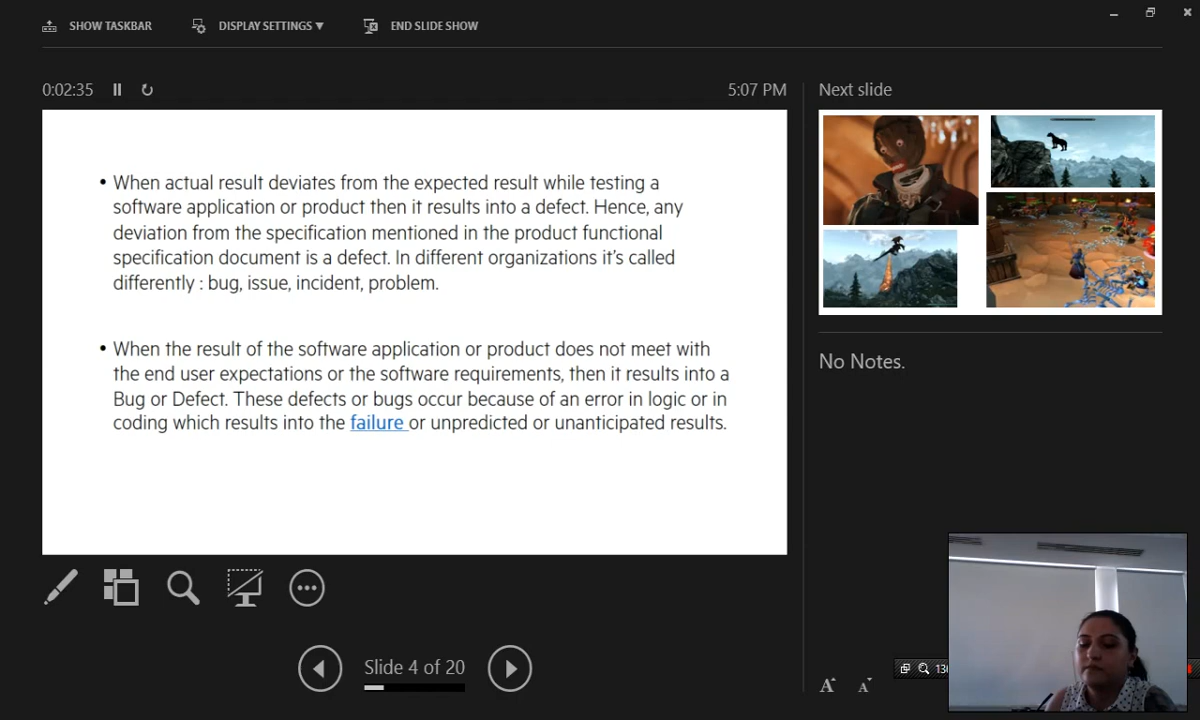 SHOW TASKBAR DISPLAY SETTINGS ▼ END SLIDE SHOW
0:02:35 5:07 PM Next slide
• When actual result deviates from the expected result while testing a
software application or product then it results into a defect. Hence, any
deviation from the specification mentioned in the product functional
specification document is a defect. In different organizations it’s called
differently : bug, issue, incident, problem.
• When the result of the software application or product does not meet with
the end user expectations or the software requirements, then it results into a
Bug or Defect. These defects or bugs occur because of an error in logic or in
coding which results into the failure or unpredicted or unanticipated results.
No Notes.
Slide 4 of 20
A A